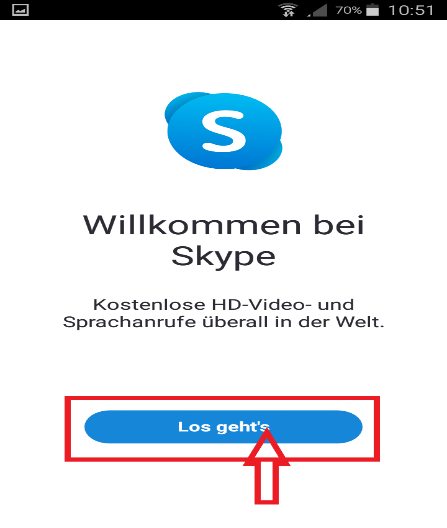 70% 10:51
S
Willkommen bei
Skype
Kostenlose HD-Video- und
Sprachanrufe überall in der Welt.
Los geht's